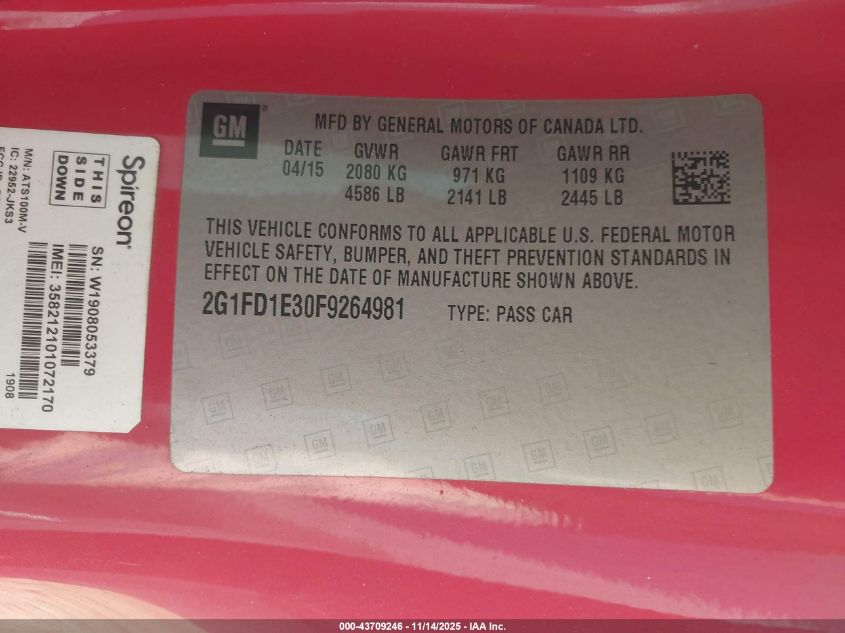 GM®
MFD BY GENERAL MOTORS OF CANADA LTD.
DATE GVWR GAWR FRT GAWR RR
04/15 2080 KG 971 KG 1109 KG
4586 LB 2141 LB 2445 LB
THIS VEHICLE CONFORMS TO ALL APPLICABLE U.S. FEDERAL MOTOR
VEHICLE SAFETY, BUMPER, AND THEFT PREVENTION STANDARDS IN
EFFECT ON THE DATE OF MANUFACTURE SHOWN ABOVE.
2G1FD1E30F9264981 TYPE: PASS CAR
Spireon®
THIS
SIDE
DOWN
SN: W1908053379
IMEI: 358212101072170
M/N: ATS100M-V
IC: 22952-JKS3
1908
000-43709246 - 11/14/2025 - IAA Inc.